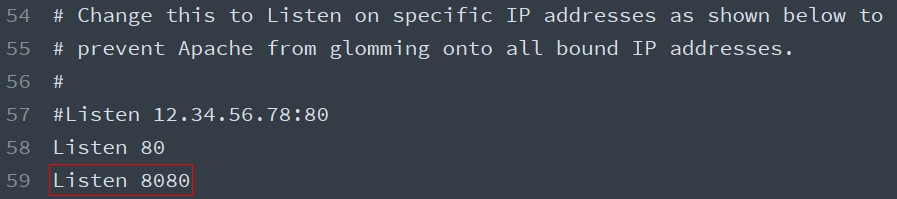 54 # Change this to Listen on specific IP addresses as shown below to
55 # prevent Apache from glomming onto all bound IP addresses.
56 #
57 #Listen 12.34.56.78:80
58 Listen 80
59 Listen 8080